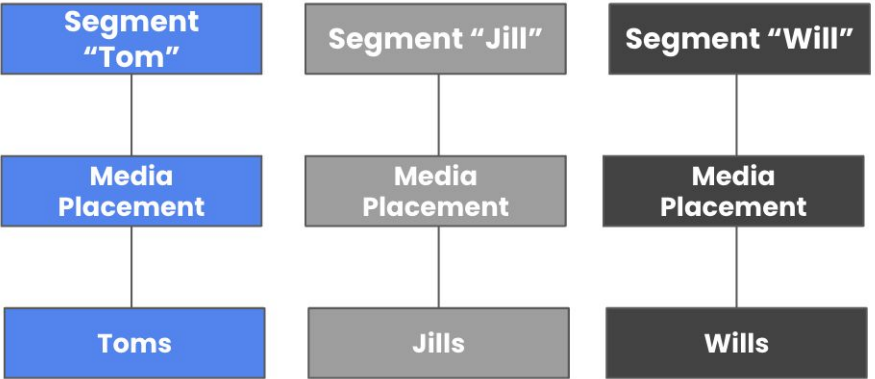 Segment
“Tom”
Segment “Jill”
Segment “Will”
Media
Placement
Media
Placement
Media
Placement
Toms
Jills
Wills